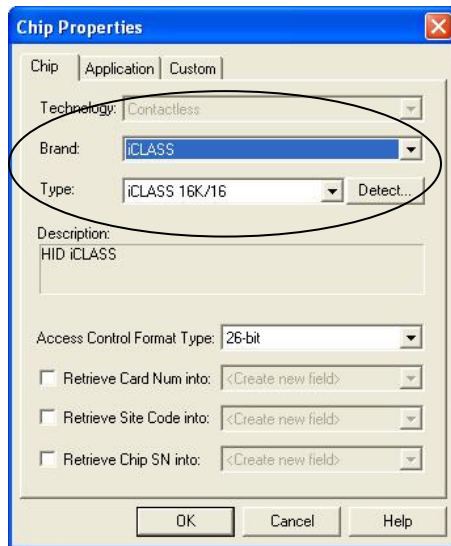 Chip Properties
Chip Application Custom
Technology: Contactless
Brand: iCLASS
Type: iCLASS 16K/16 Detect...
Description:
HID iCLASS
Access Control Format Type: 26-bit
Retrieve Card Num into: <Create new field>
Retrieve Site Code into: <Create new field>
Retrieve Chip SN into: <Create new field>
OK Cancel Help